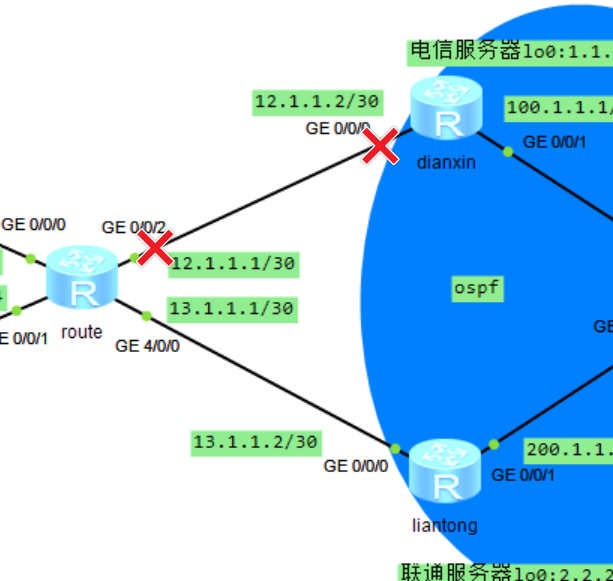 电信服务器lo0:1.1.
12.1.1.2/30
100.1.1.1/
GE 0/0/0
GE 0/0/1
dianxin
GE 0/0/0
GE 0/0/2
12.1.1.1/30
ospf
13.1.1.1/30
GE
E 0/0/1
route
GE 4/0/0
13.1.1.2/30
200.1.1.
GE 0/0/0
GE 0/0/1
liantong
联通服务器lo0:2.2.2
R
R
R